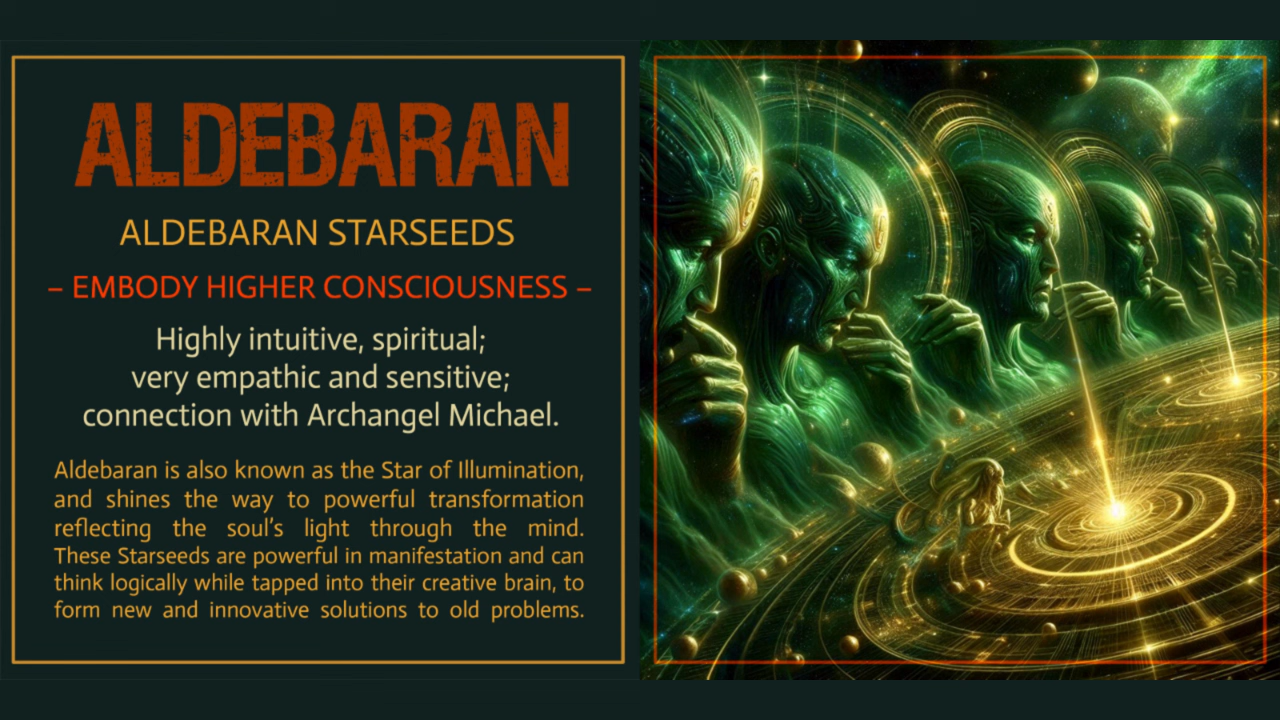 ALDEBARAN
ALDEBARAN STARSEEDS
– EMBODY HIGHER CONSCIOUSNESS –
Highly intuitive, spiritual;
very empathic and sensitive;
connection with Archangel Michael.
Aldebaran is also known as the Star of Illumination,
and shines the way to powerful transformation
reflecting the soul's light through the mind.
These Starseeds are powerful in manifestation and can
think logically while tapped into their creative brain, to
form new and innovative solutions to old problems.